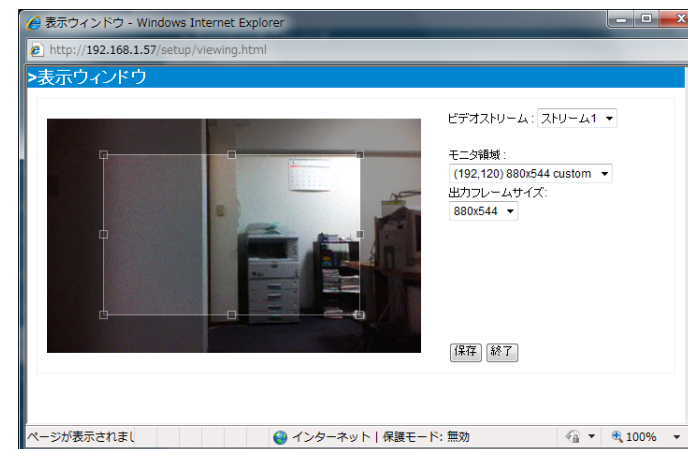 表示ウィンドウ - Windows Internet Explorer
http://192.168.1.57/setup/viewing.html
>表示ウィンドウ
ビデオストリーム : ストリーム1
モニタ領域 :
(192,120) 880x544 custom
出力フレームサイズ:
880x544
保存 終了
ページが表示されまし
インターネット | 保護モード: 無効
100%